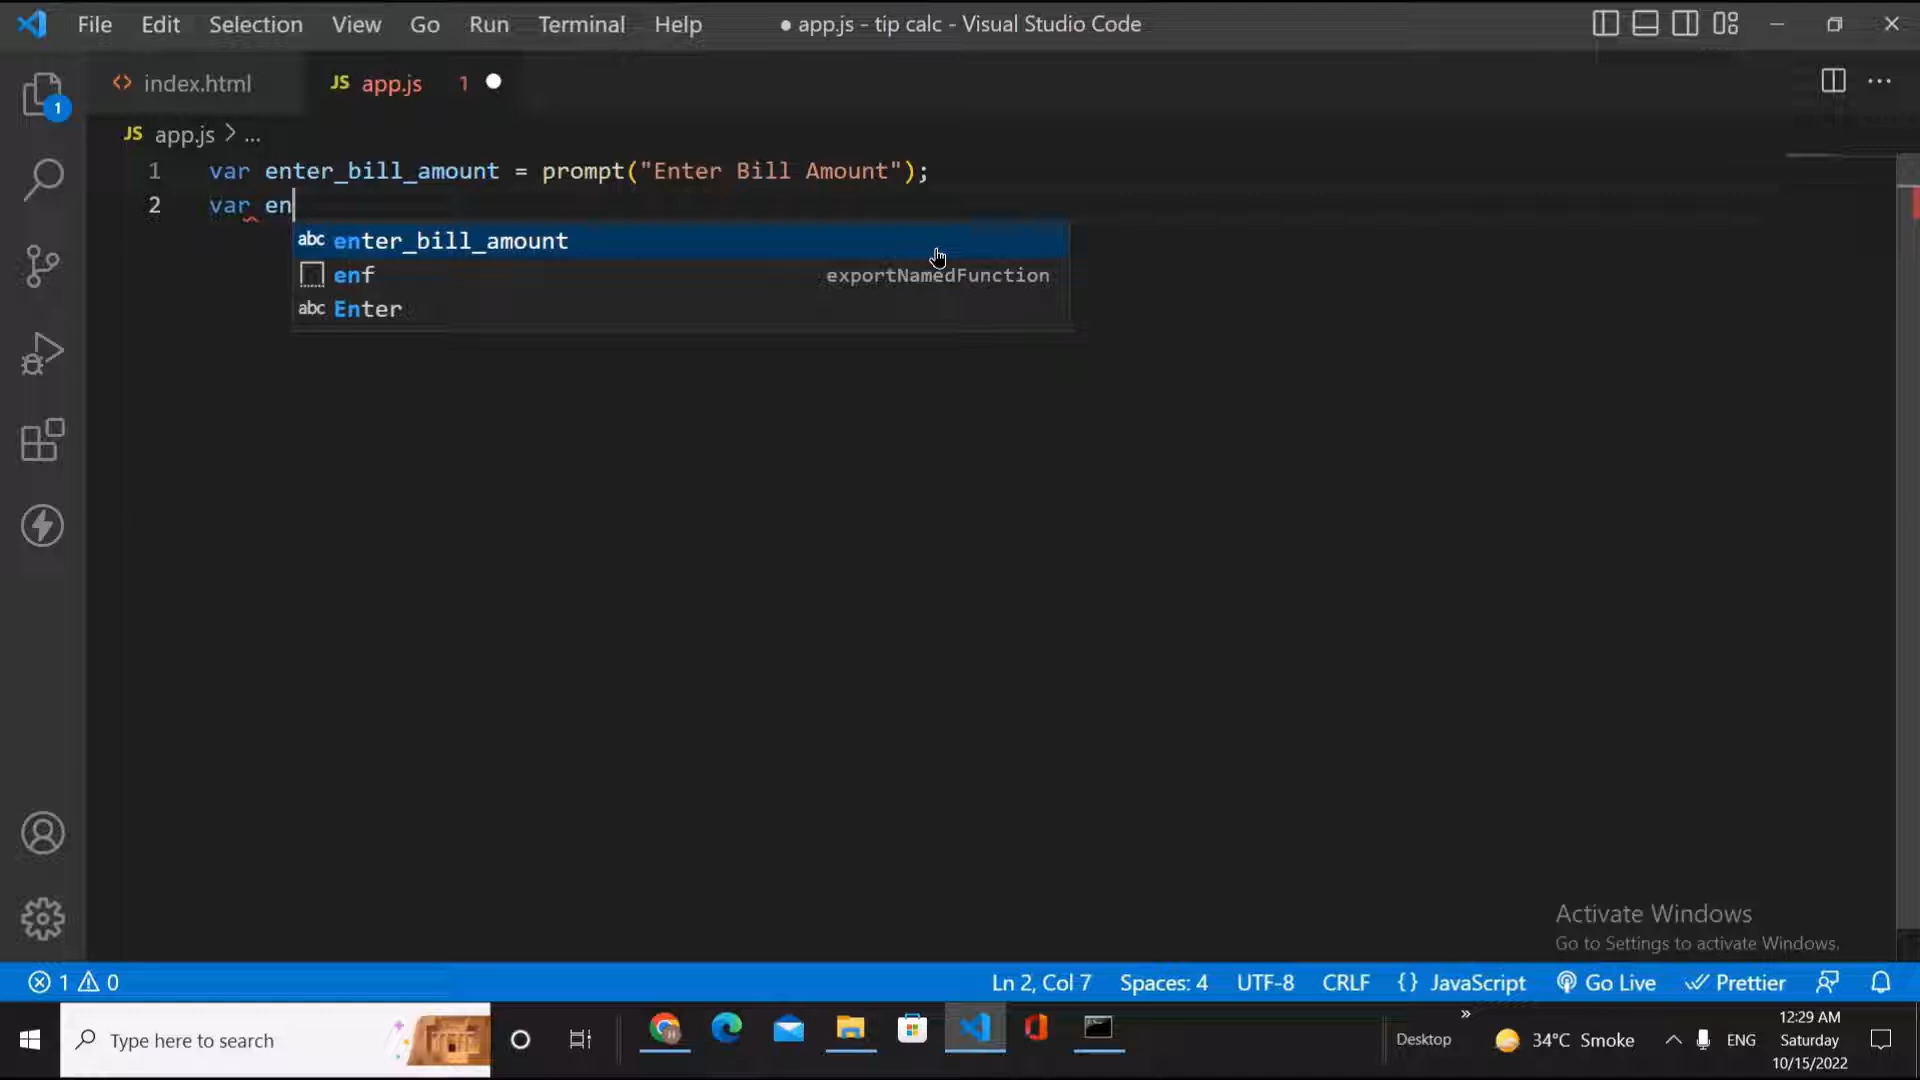 File Edit Selection View Go Run Terminal Help ● app.js - tip calc - Visual Studio Code
index.html JS app.js 1
JS app.js > ...
1 var enter_bill_amount = prompt("Enter Bill Amount");
2 var en
abc enter_bill_amount
enf exportNamedFunction
abc Enter
1
Activate Windows
Go to Settings to activate Windows.
1 0 Ln 2, Col 7 Spaces: 4 UTF-8 CRLF {} JavaScript Go Live Prettier
Type here to search Desktop » 34°C Smoke ENG
12:29 AM
Saturday
10/15/2022